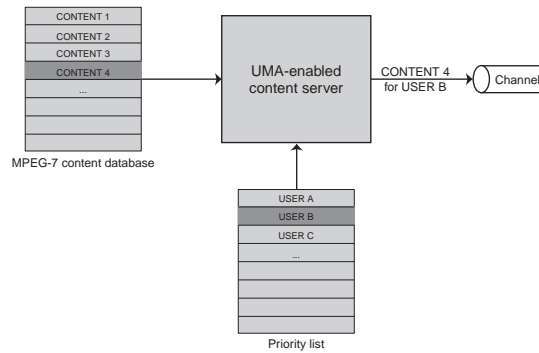 CONTENT 1
CONTENT 2
CONTENT 3
CONTENT 4
...
MPEG-7 content database
UMA-enabled
content server
CONTENT 4
for USER B
Channel
USER A
USER B
USER C
...
Priority list